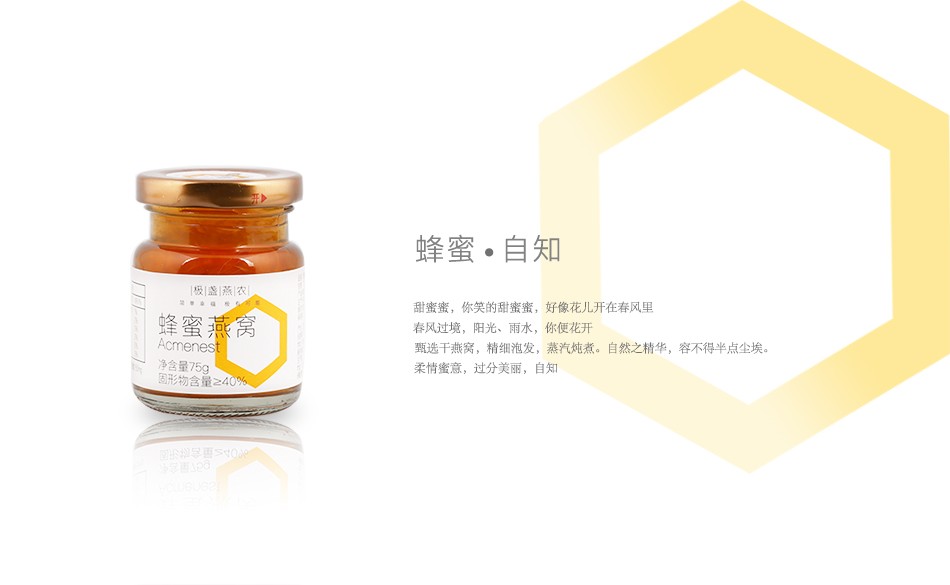 开
|极|盏|燕|农|
蜂蜜燕窝
Acmenest
净含量75g
固形物含量≥40%
蜂蜜·自知
甜蜜蜜，你笑的甜蜜蜜，好像花儿开在春风里
春风过境，阳光、雨水，你便花开
甄选干燕窝，精细泡发，蒸汽炖煮。自然之精华，容不得半点尘埃。
柔情蜜意，过分美丽，自知